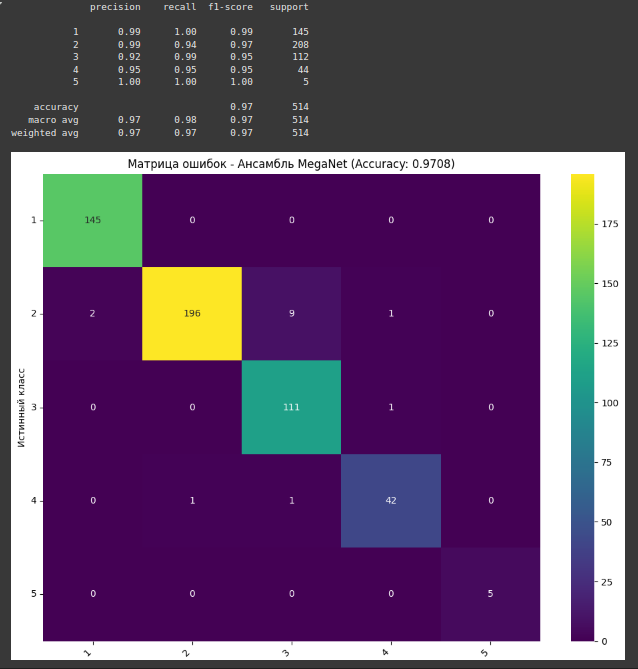 precision recall f1-score support
1 0.99 1.00 0.99 145
2 0.99 0.94 0.97 208
3 0.92 0.99 0.95 112
4 0.95 0.95 0.95 44
5 1.00 1.00 1.00 5
accuracy 0.97 514
macro avg 0.97 0.98 0.97 514
weighted avg 0.97 0.97 0.97 514
Матрица ошибок - Ансамбль MegaNet (Accuracy: 0.9708)
Истинный класс
1 145 0 0 0 0
2 2 196 9 1 0
3 0 0 111 1 0
4 0 1 1 42 0
5 0 0 0 0 5
1 2 3 4 5
175
150
125
100
75
50
25
0